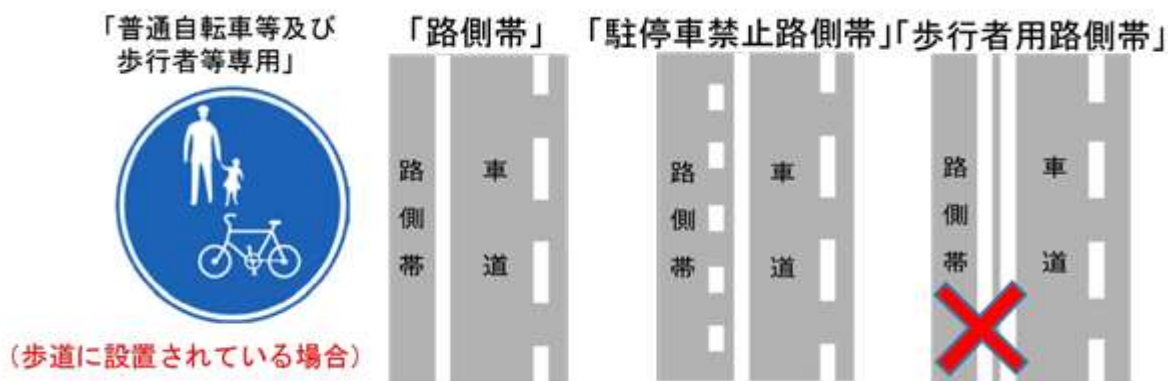 「普通自転車等及び
歩行者等専用」
(歩道に設置されている場合)
「路側帯」
路側帯
車道
「駐停車禁止路側帯」
路側帯
車道
「歩行者用路側帯」
路側帯
車道